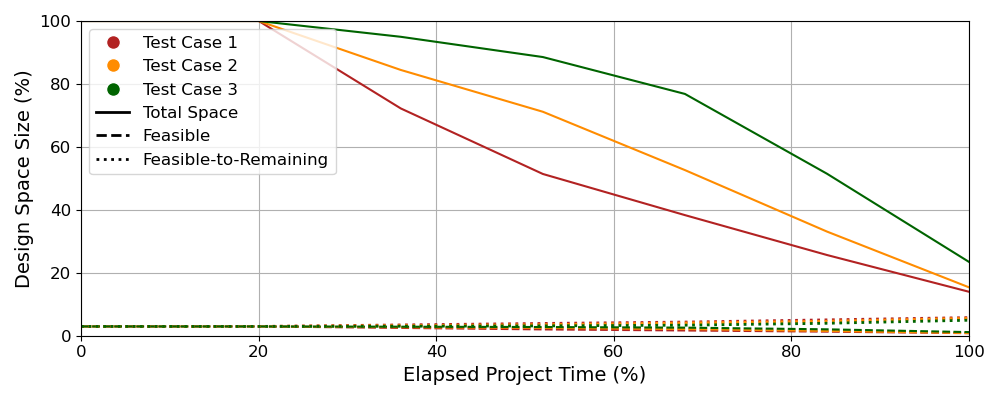 100
80
60
40
20
0
Design Space Size (%)
Test Case 1
Test Case 2
Test Case 3
Total Space
Feasible
Feasible-to-Remaining
0
20
40
60
80
100
Elapsed Project Time (%)